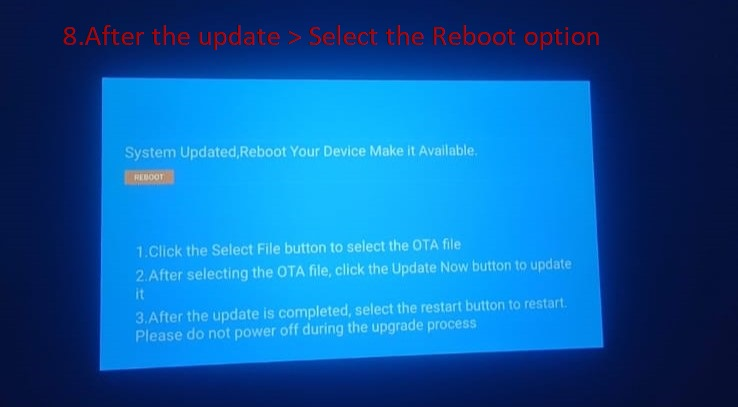 8.After the update > Select the Reboot option
System Updated,Reboot Your Device Make it Available.
REBOOT
1.Click the Select File button to select the OTA file
2.After selecting the OTA file, click the Update Now button to update
it
3.After the update is completed, select the restart button to restart.
Please do not power off during the upgrade process